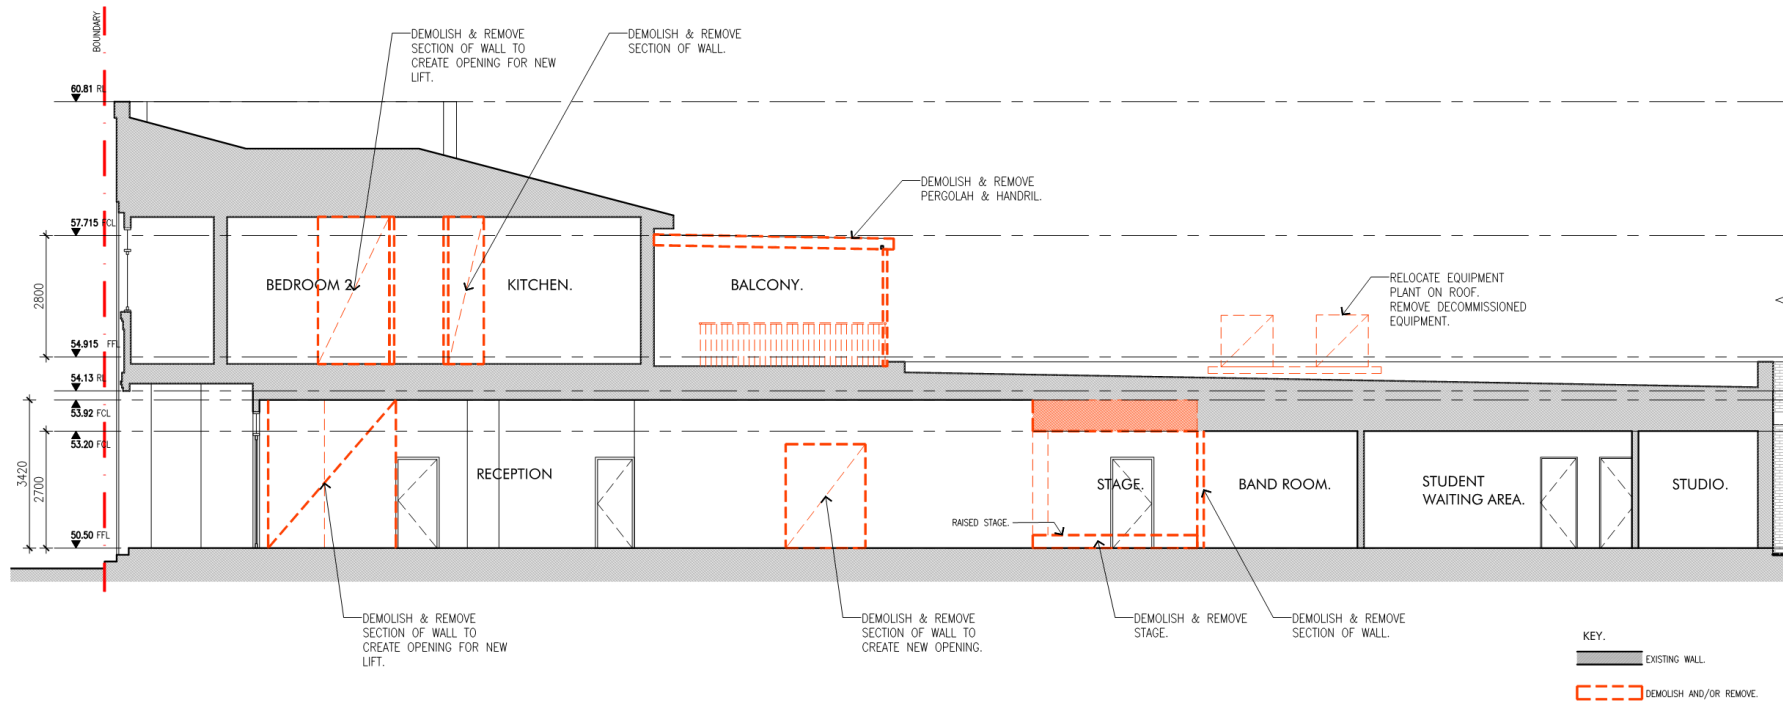 BOUNDARY
DEMOLISH & REMOVE
SECTION OF WALL TO
CREATE OPENING FOR NEW
LIFT.
DEMOLISH & REMOVE
SECTION OF WALL.
60.81 RL
DEMOLISH & REMOVE
PERGOLAH & HANDRIL.
57.715 FCL
2800
BEDROOM 2.
KITCHEN.
BALCONY.
RELOCATE EQUIPMENT
PLANT ON ROOF.
REMOVE DECOMMISSIONED
EQUIPMENT.
54.915 FFL
54.13 RL
53.92 FCL
53.20 FCL
3420
2700
RECEPTION
STAGE.
BAND ROOM.
STUDENT
WAITING AREA.
STUDIO.
RAISED STAGE.
50.50 FFL
DEMOLISH & REMOVE
SECTION OF WALL TO
CREATE OPENING FOR NEW
LIFT.
DEMOLISH & REMOVE
SECTION OF WALL TO
CREATE NEW OPENING.
DEMOLISH & REMOVE
STAGE.
DEMOLISH & REMOVE
SECTION OF WALL.
KEY.
EXISTING WALL.
DEMOLISH AND/OR REMOVE.